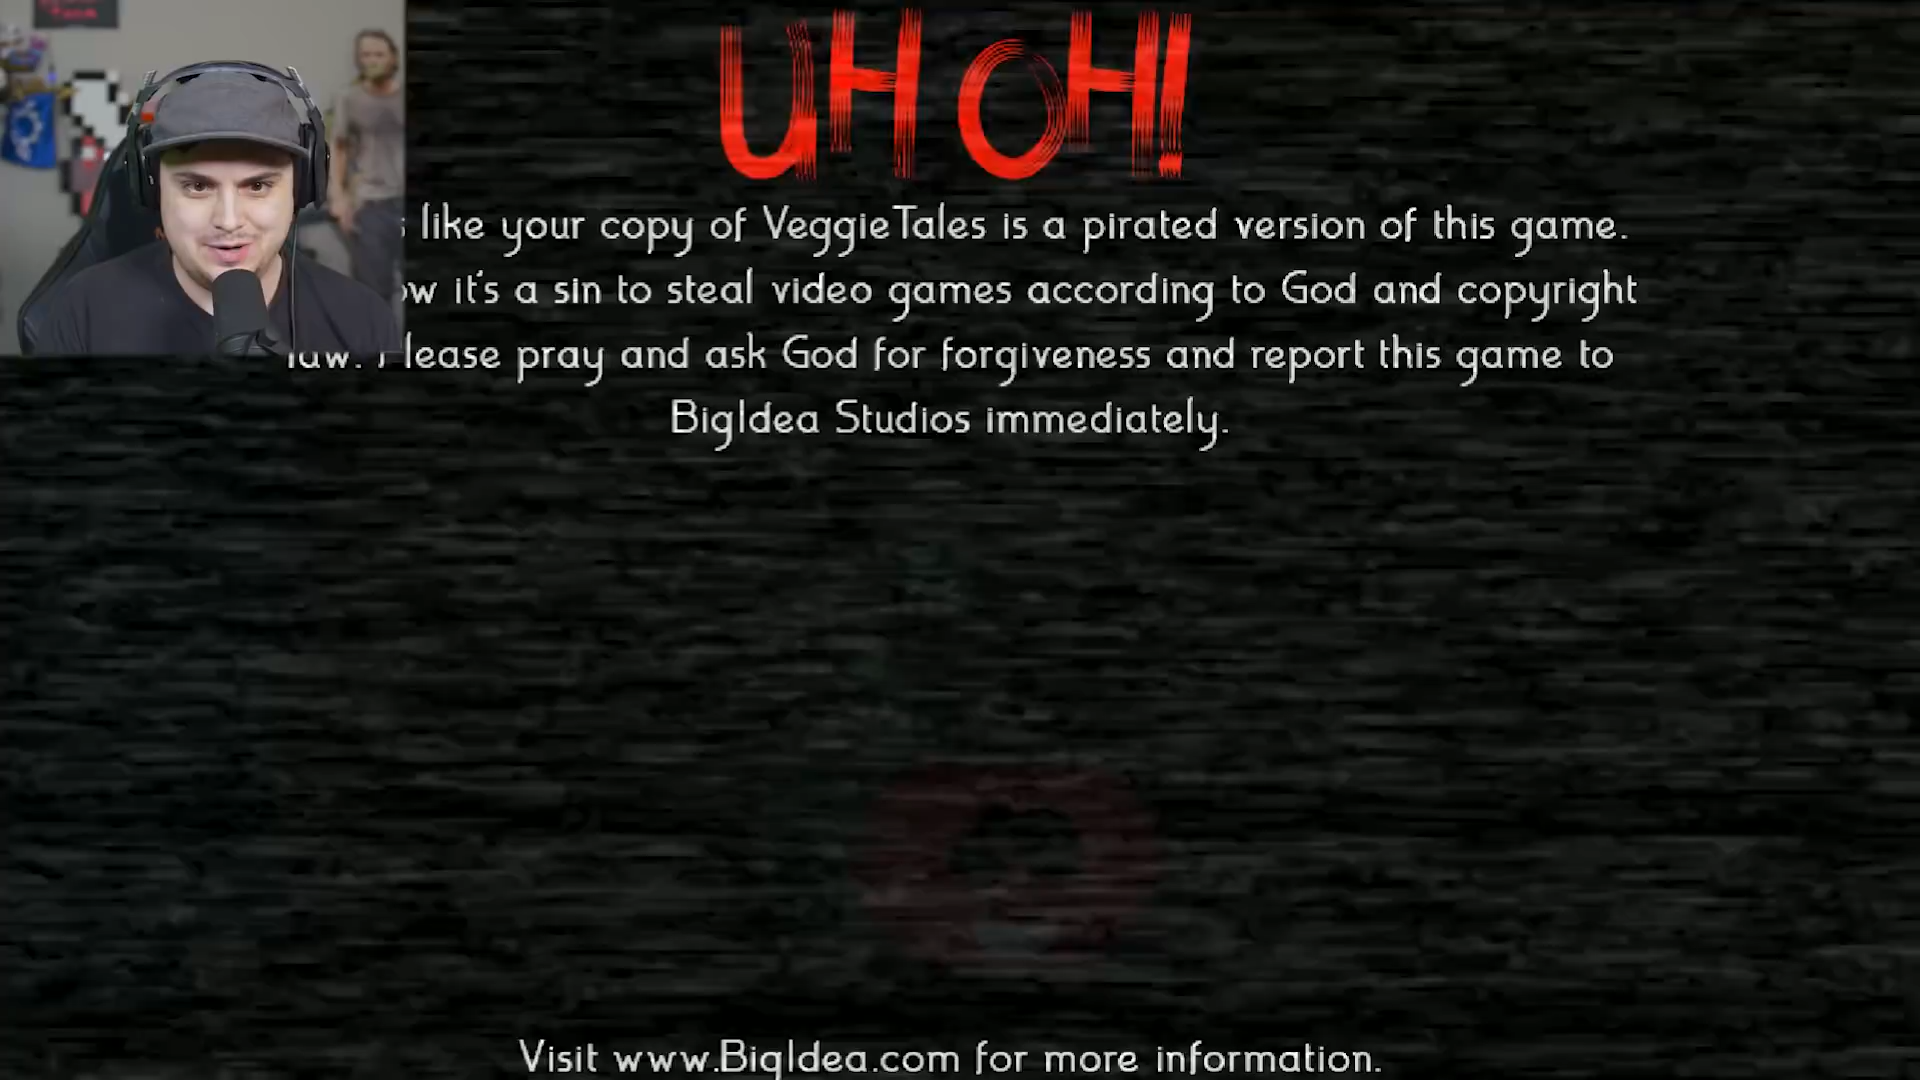 UH OH!
like your copy of VeggieTales is a pirated version of this game.
it's a sin to steal video games according to God and copyright
law. Please pray and ask God for forgiveness and report this game to
BigIdea Studios immediately.
Visit www.BigIdea.com for more information.